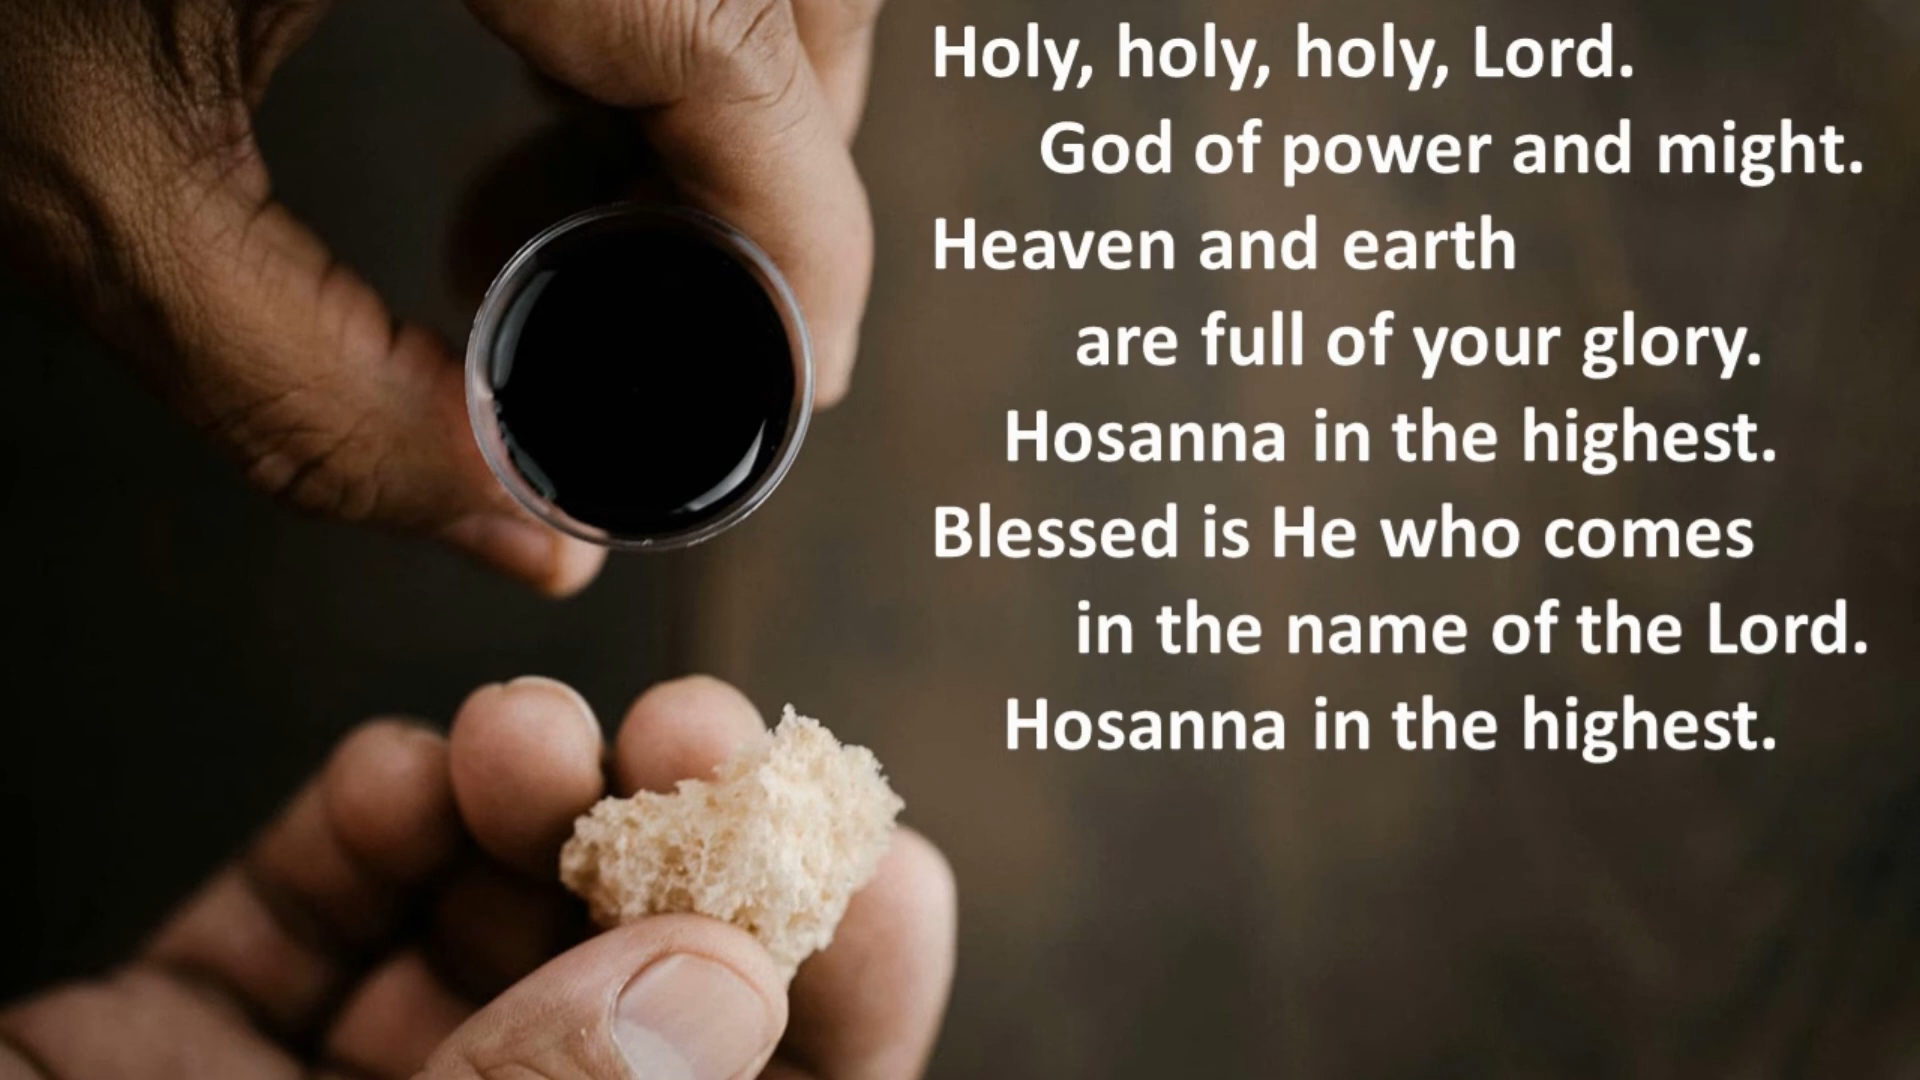 Holy, holy, holy, Lord.
God of power and might.
Heaven and earth
are full of your glory.
Hosanna in the highest.
Blessed is He who comes
in the name of the Lord.
Hosanna in the highest.